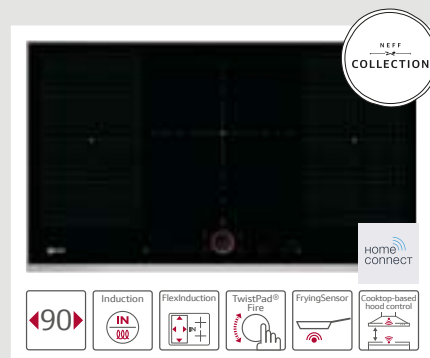 NEFF
COLLECTION
HOME
CONNECT
90
Induction
IN
FlexInduction
IN
TwistPad®
Fire
FryingSensor
Cooktop-based
hood control